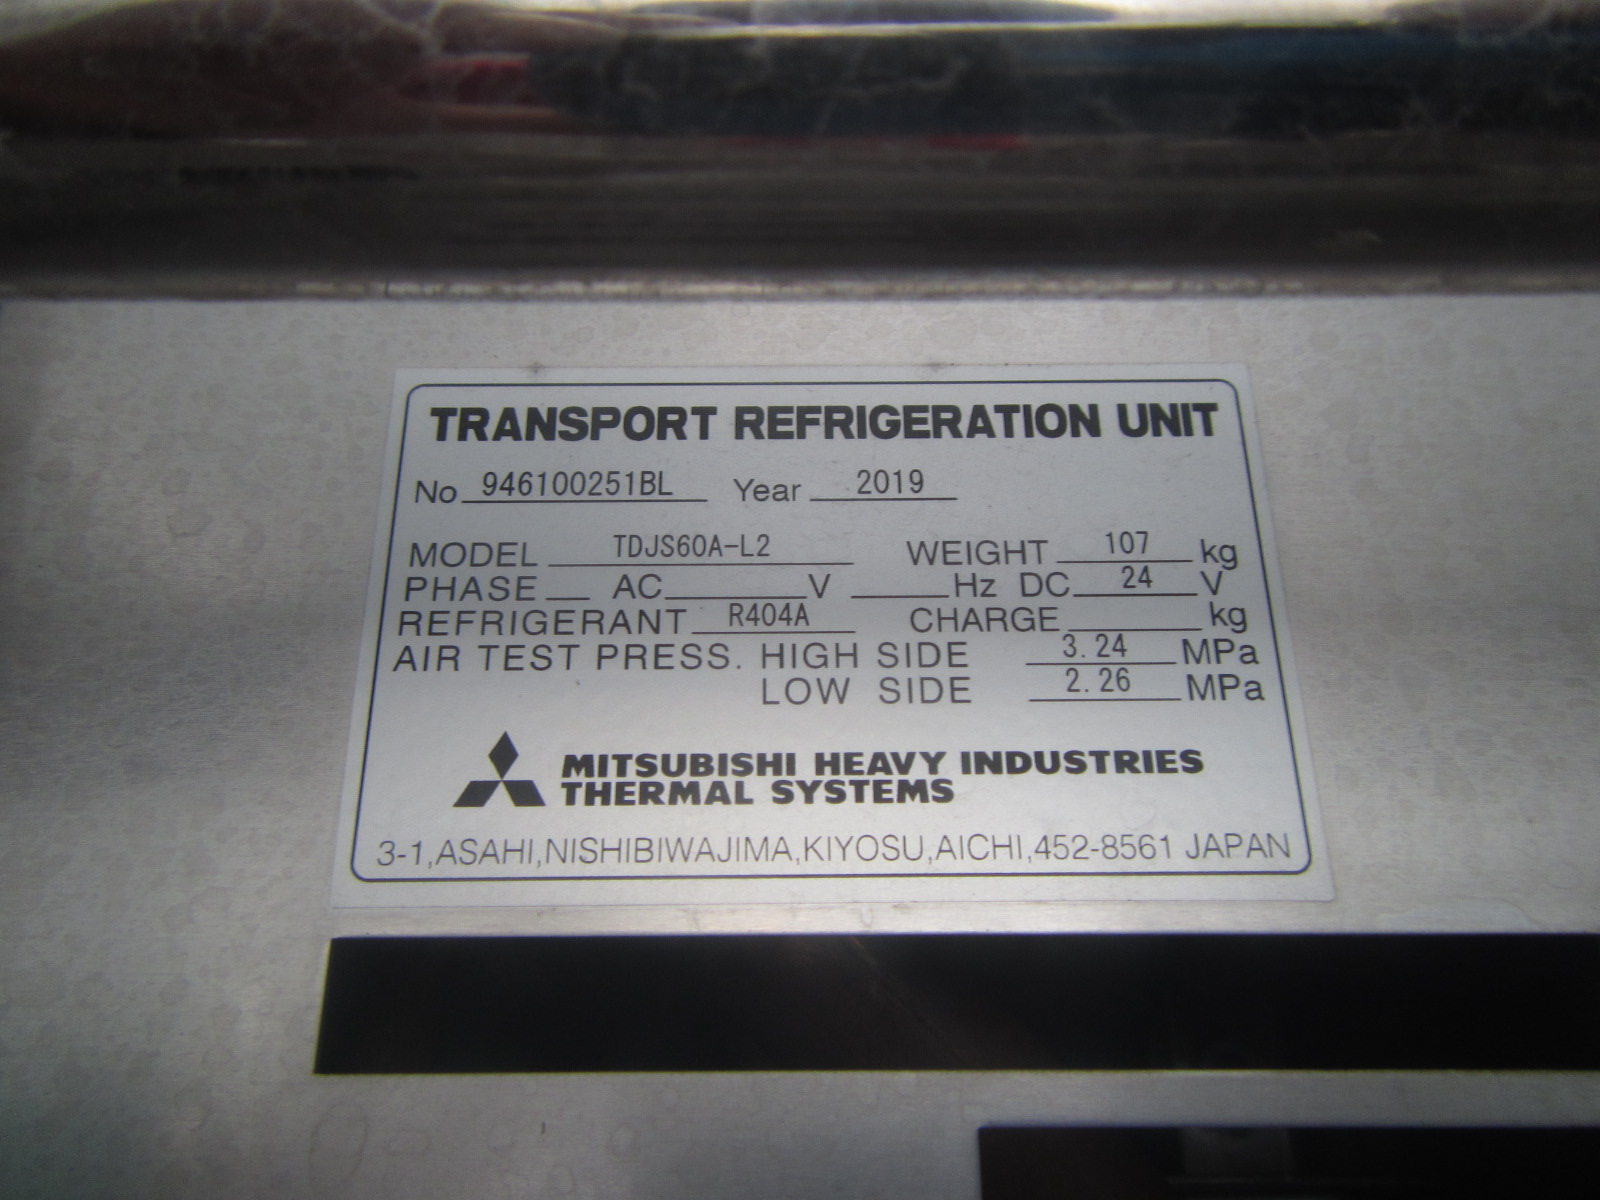 TRANSPORT REFRIGERATION UNIT
No 946100251BL Year 2019
MODEL TDJS60A-L2 WEIGHT 107 kg
PHASE AC V Hz DC 24 V
REFRIGERANT R404A CHARGE kg
AIR TEST PRESS. HIGH SIDE 3.24 MPa
LOW SIDE 2.26 MPa
MITSUBISHI HEAVY INDUSTRIES
THERMAL SYSTEMS
3-1,ASAHI,NISHIBIWAJIMA,KIYOSU,AICHI,452-8561 JAPAN